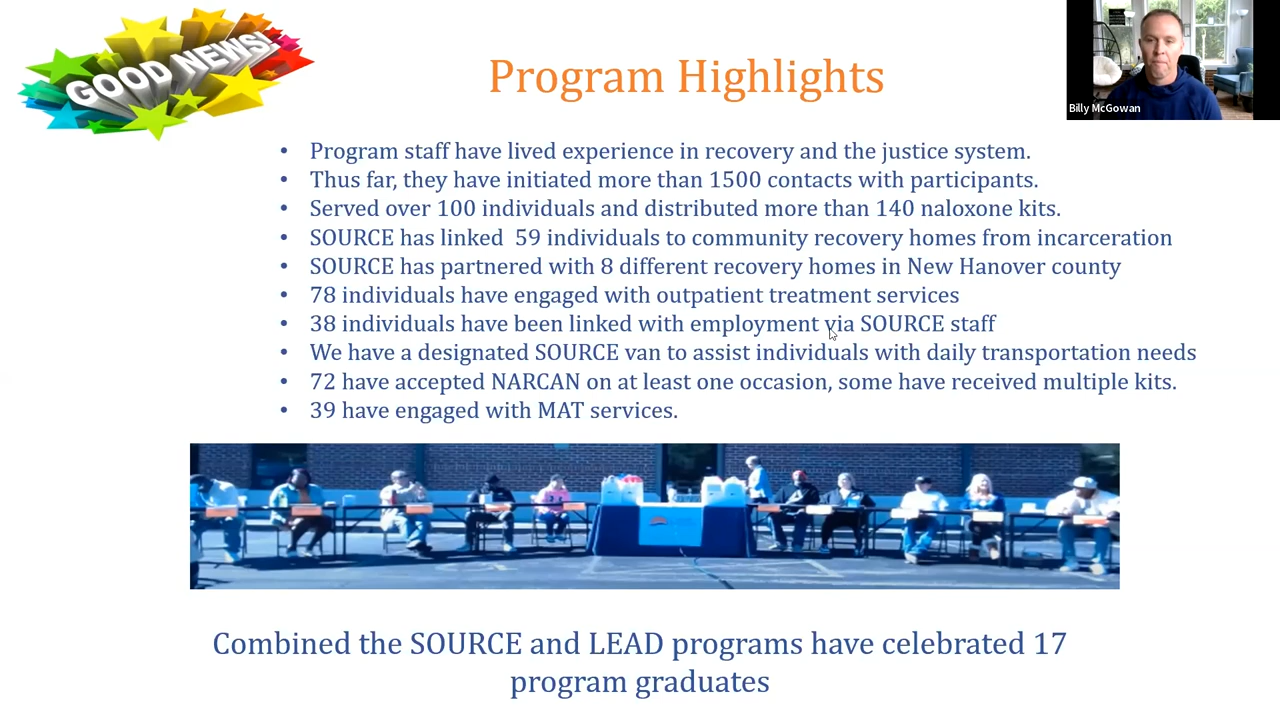 GOOD NEWS!
Program Highlights
Billy McGowan
• Program staff have lived experience in recovery and the justice system.
• Thus far, they have initiated more than 1500 contacts with participants.
• Served over 100 individuals and distributed more than 140 naloxone kits.
• SOURCE has linked  59 individuals to community recovery homes from incarceration
• SOURCE has partnered with 8 different recovery homes in New Hanover county
• 78 individuals have engaged with outpatient treatment services
• 38 individuals have been linked with employment via SOURCE staff
• We have a designated SOURCE van to assist individuals with daily transportation needs
• 72 have accepted NARCAN on at least one occasion, some have received multiple kits.
• 39 have engaged with MAT services.
Combined the SOURCE and LEAD programs have celebrated 17
program graduates